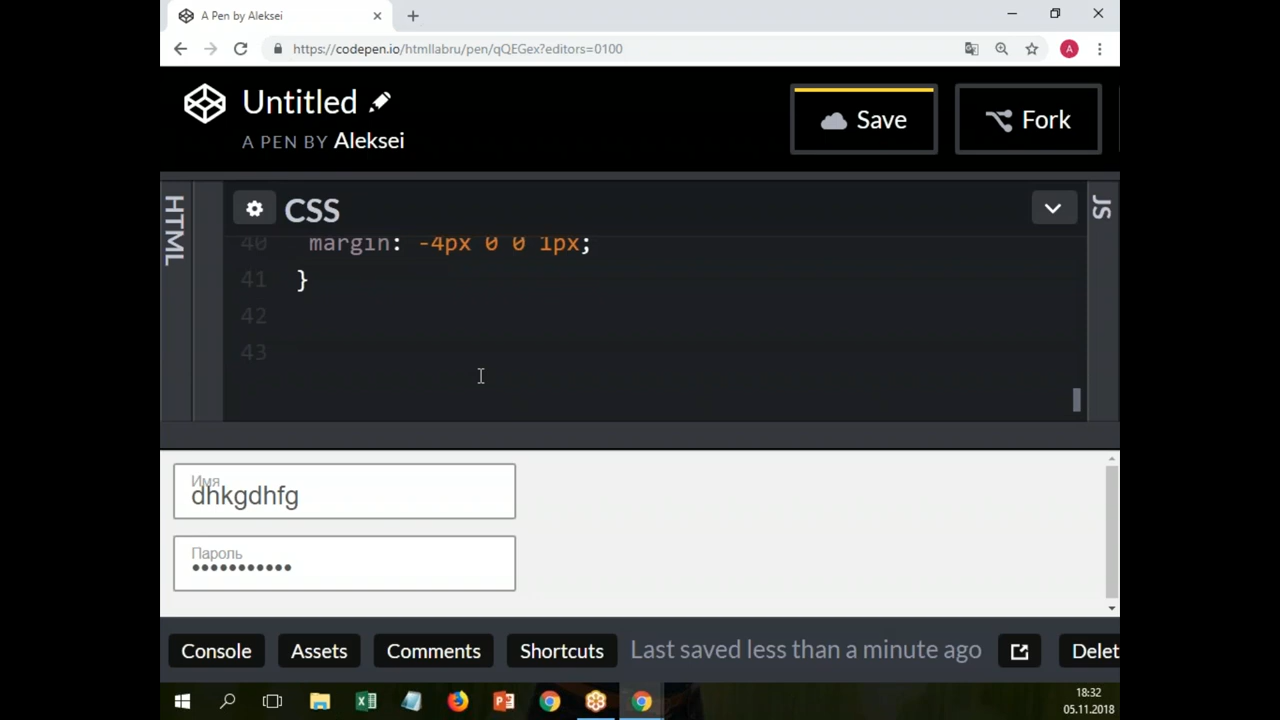 A Pen by Aleksei
https://codepen.io/htmllabru/pen/qQEGex?editors=0100
A
Untitled
Save
Fork
A PEN BY Aleksei
HTML
CSS
JS
40 margin: -4px 0 0 1px;
41 }
42
43
Имя
dhkgdhfg
Пароль
Console
Assets
Comments
Shortcuts
Last saved less than a minute ago
Delet
18:32
05.11.2018